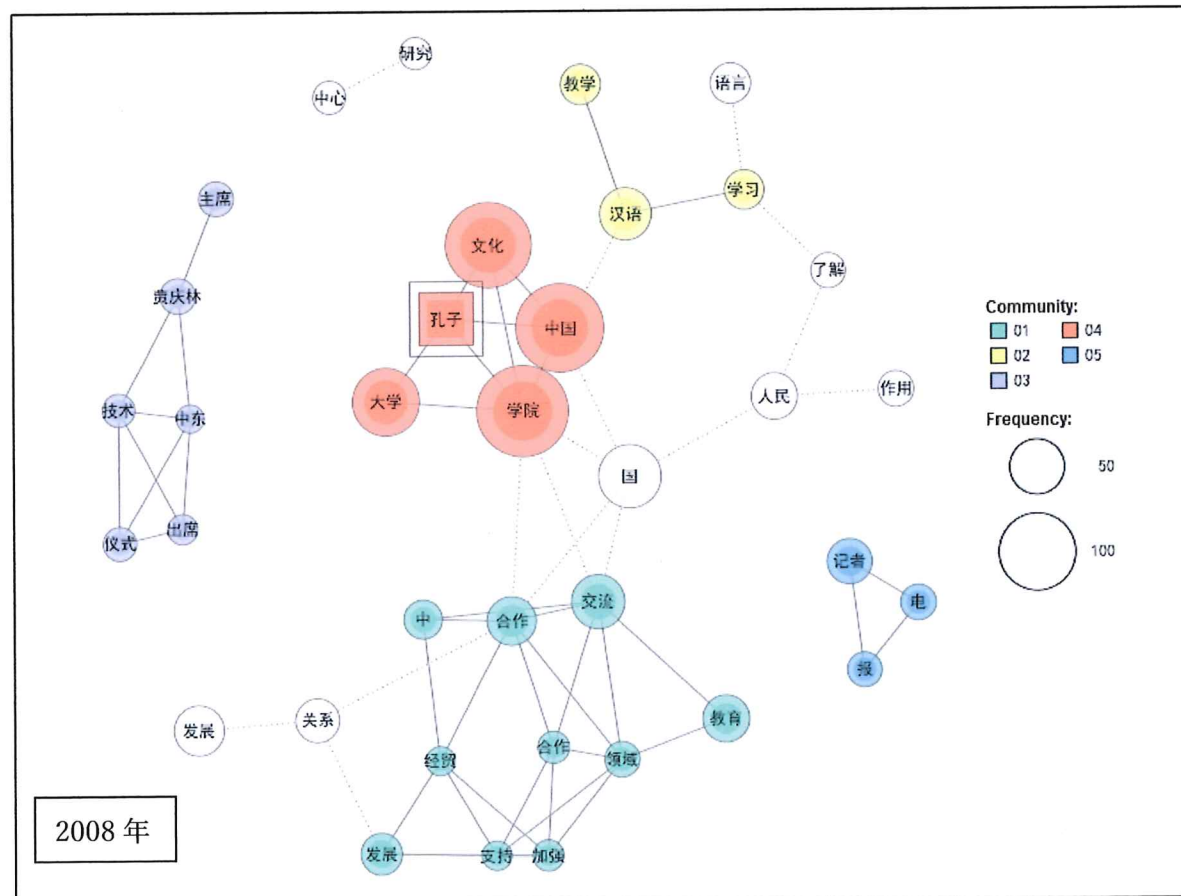 研究
中心
教学
语言
主席
学习
汉语
文化
了解
贾庆林
孔子
中国
Community:
01
04
02
05
03
人民
作用
大学
学院
技术
中东
Frequency:
50
国
100
出席
仪式
记者
电
交流
中
合作
报
发展
关系
教育
经贸
合作
领域
2008 年
发展
支持
加强